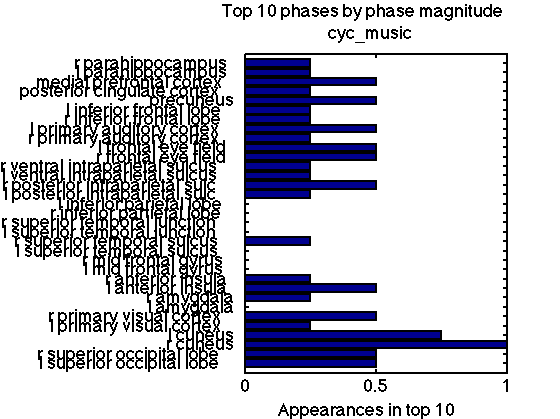 Top 10 phases by phase magnitude
cyc_music
r parahippocampus
l parahippocampus
medial prefrontal cortex
posterior cingulate cortex
precuneus
l inferior frontal lobe
r inferior frontal lobe
l primary auditory cortex
r primary auditory cortex
l frontal eye field
r frontal eye field
r ventral intraparietal sulcus
l ventral intraparietal sulcus
r posterior intraparietal sulc
l posterior intraparietal sulc
l inferior parietal lobe
r inferior parietal lobe
r superior temporal junction
l superior temporal junction
r superior temporal sulcus
l superior temporal sulcus
r mid frontal gyrus
l mid frontal gyrus
r anterior insula
l anterior insula
r amygdala
l amygdala
r primary visual cortex
l primary visual cortex
l cuneus
r cuneus
r superior occipital lobe
l superior occipital lobe
0 0.5 1
Appearances in top 10